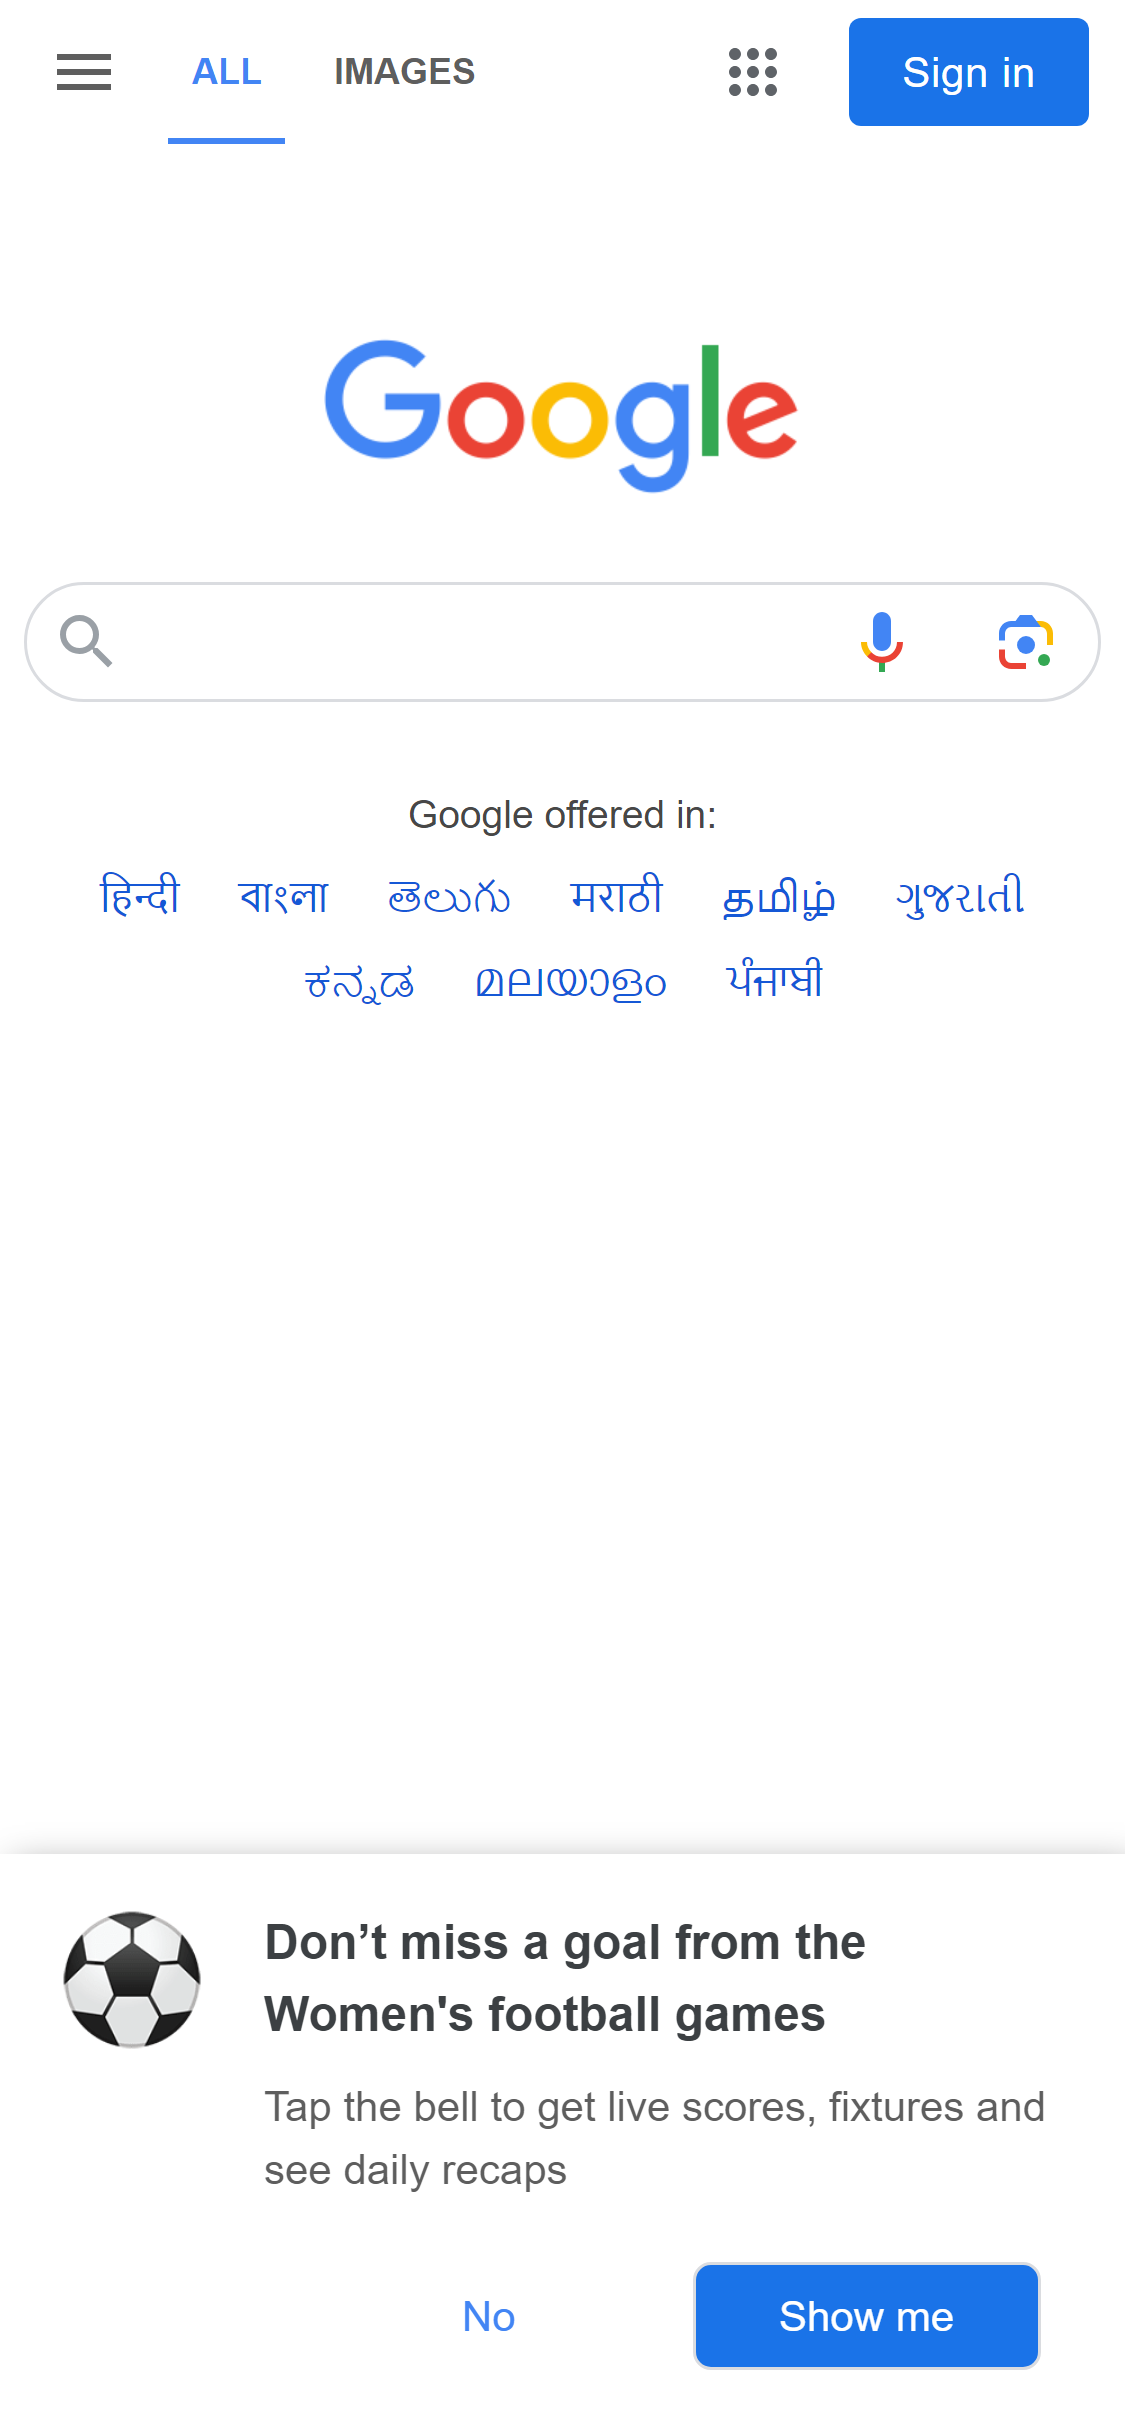 ALL IMAGES Sign in
Google
Google offered in:
हिन्दी বাংলা తెలుగు मराठी தமிழ் ગુજરાતી
ಕನ್ನಡ മലയാളം ਪੰਜਾਬੀ
Don’t miss a goal from the
Women's football games
Tap the bell to get live scores, fixtures and
see daily recaps
No Show me